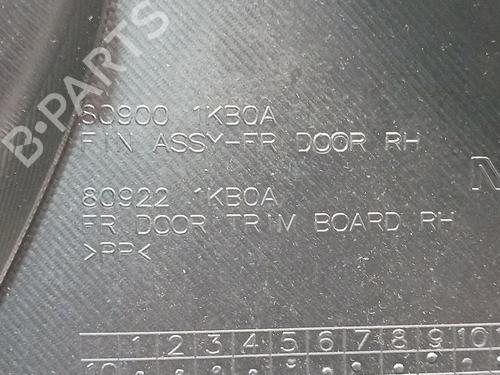 B-PARTS
80900 1KB0A
FIN ASSY-FR DOOR RH
80922 1KB0A
FR DOOR TRIM BOARD RH
>PP<
N
1 2 3 4 5 6 7 8 9 10
10